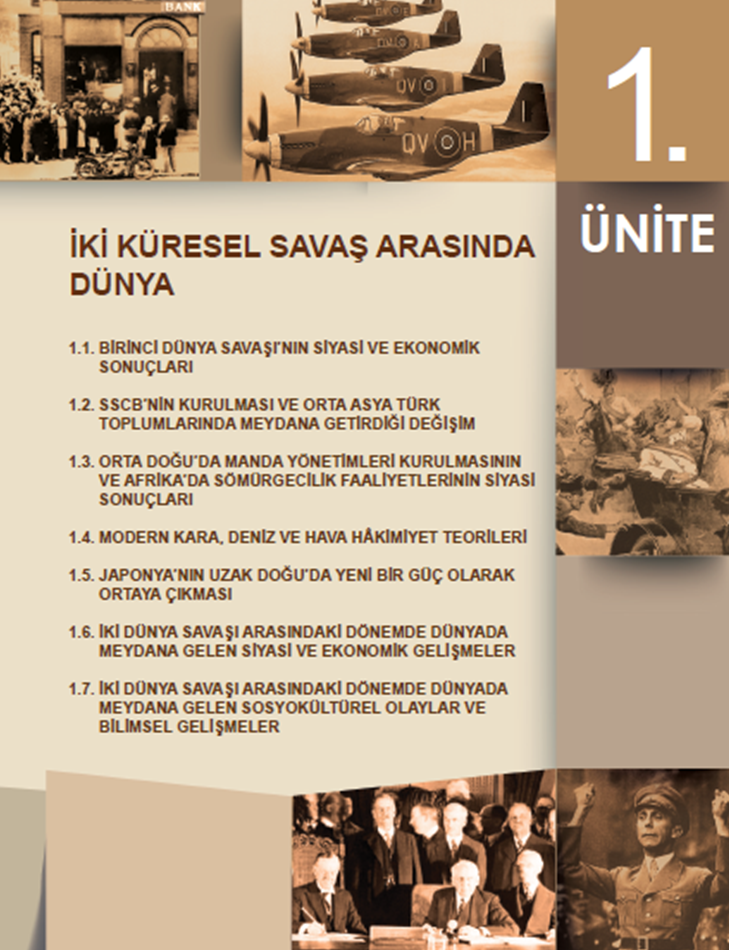 BANK
QV
H
1.
ÜNİTE
İKİ KÜRESEL SAVAŞ ARASINDA
DÜNYA
1.1. BİRİNCİ DÜNYA SAVAŞI'NIN SİYASİ VE EKONOMİK
SONUÇLARI
1.2. SSCB'NİN KURULMASI VE ORTA ASYA TÜRK
TOPLUMLARINDA MEYDANA GETİRDİĞİ DEĞİŞİM
1.3. ORTA DOĞU'DA MANDA YÖNETİMLERİ KURULMASININ
VE AFRİKA'DA SÖMÜRGECİLİK FAALİYETLERİNİN SİYASİ
SONUÇLARI
1.4. MODERN KARA, DENİZ VE HAVA HÂKİMİYET TEORİLERİ
1.5. JAPONYA'NIN UZAK DOĞU'DA YENİ BİR GÜÇ OLARAK
ORTAYA ÇIKMASI
1.6. İKİ DÜNYA SAVAŞI ARASINDAKİ DÖNEMDE DÜNYADA
MEYDANA GELEN SİYASİ VE EKONOMİK GELİŞMELER
1.7. İKİ DÜNYA SAVAŞI ARASINDAKİ DÖNEMDE DÜNYADA
MEYDANA GELEN SOSYOKÜLTÜREL OLAYLAR VE
BİLİMSEL GELİŞMELER